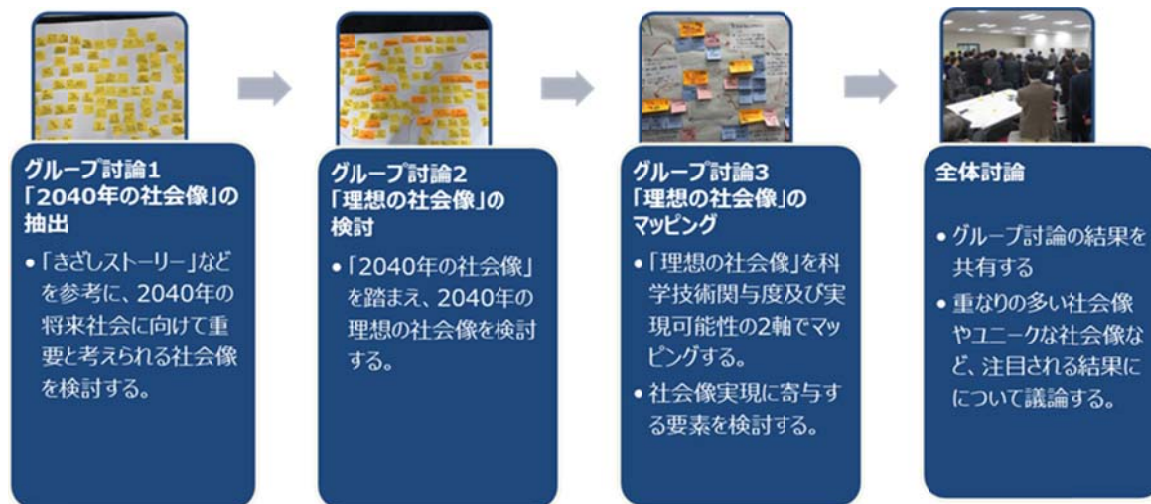 グループ討論1
「2040年の社会像」の
抽出
• 「きざしストーリー」など
を参考に、2040年の
将来社会に向けて重
要と考えられる社会像
を検討する。
グループ討論2
「理想の社会像」の
検討
• 「2040年の社会像」
を踏まえ、2040年の
理想の社会像を検討
する。
グループ討論3
「理想の社会像」の
マッピング
• 「理想の社会像」を科
学技術関与度及び実
現可能性の2軸でマッ
ピングする。
• 社会像実現に寄与す
る要素を検討する。
全体討論
• グループ討論の結果を
共有する
• 重なりの多い社会像
やユニークな社会像な
ど、注目される結果に
について議論する。